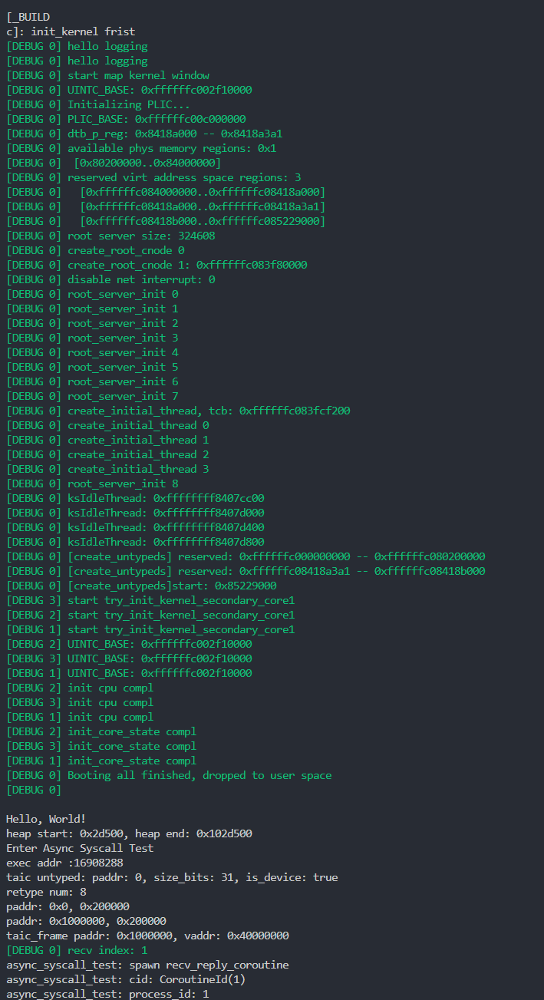 [_BUILD
c]: init_kernel frist
[DEBUG 0] hello logging
[DEBUG 0] hello logging
[DEBUG 0] start map kernel window
[DEBUG 0] UINTC_BASE: 0xffffffc002f10000
[DEBUG 0] Initializing PLIC...
[DEBUG 0] PLIC_BASE: 0xffffffc00c000000
[DEBUG 0] dtb_p_reg: 0x8418a000 -- 0x8418a3a1
[DEBUG 0] available phys memory regions: 0x1
[DEBUG 0]  [0x80200000..0x84000000]
[DEBUG 0] reserved virt address space regions: 3
[DEBUG 0]   [0xffffffc084000000..0xffffffc08418a000]
[DEBUG 0]   [0xffffffc08418a000..0xffffffc08418a3a1]
[DEBUG 0]   [0xffffffc08418b000..0xffffffc085229000]
[DEBUG 0] root server size: 324608
[DEBUG 0] create_root_cnode 0
[DEBUG 0] create_root_cnode 1: 0xffffffc083f80000
[DEBUG 0] disable net interrupt: 0
[DEBUG 0] root_server_init 0
[DEBUG 0] root_server_init 1
[DEBUG 0] root_server_init 2
[DEBUG 0] root_server_init 3
[DEBUG 0] root_server_init 4
[DEBUG 0] root_server_init 5
[DEBUG 0] root_server_init 6
[DEBUG 0] root_server_init 7
[DEBUG 0] create_initial_thread, tcb: 0xffffffc083fcf200
[DEBUG 0] create_initial_thread 0
[DEBUG 0] create_initial_thread 1
[DEBUG 0] create_initial_thread 2
[DEBUG 0] create_initial_thread 3
[DEBUG 0] root_server_init 8
[DEBUG 0] ksIdleThread: 0xffffffff8407cc00
[DEBUG 0] ksIdleThread: 0xffffffff8407d000
[DEBUG 0] ksIdleThread: 0xffffffff8407d400
[DEBUG 0] ksIdleThread: 0xffffffff8407d800
[DEBUG 0] [create_untypeds] reserved: 0xffffffc000000000 -- 0xffffffc080200000
[DEBUG 0] [create_untypeds] reserved: 0xffffffc08418a3a1 -- 0xffffffc08418b000
[DEBUG 0] [create_untypeds]start: 0x85229000
[DEBUG 3] start try_init_kernel_secondary_core1
[DEBUG 2] start try_init_kernel_secondary_core1
[DEBUG 1] start try_init_kernel_secondary_core1
[DEBUG 2] UINTC_BASE: 0xffffffc002f10000
[DEBUG 3] UINTC_BASE: 0xffffffc002f10000
[DEBUG 1] UINTC_BASE: 0xffffffc002f10000
[DEBUG 2] init cpu compl
[DEBUG 3] init cpu compl
[DEBUG 1] init cpu compl
[DEBUG 2] init_core_state compl
[DEBUG 3] init_core_state compl
[DEBUG 1] init_core_state compl
[DEBUG 0] Booting all finished, dropped to user space
[DEBUG 0]
Hello, World!
heap start: 0x2d500, heap end: 0x102d500
Enter Async Syscall Test
exec addr :16908288
taic untyped: paddr: 0, size_bits: 31, is_device: true
retype num: 8
paddr: 0x0, 0x200000
paddr: 0x1000000, 0x200000
taic_frame paddr: 0x1000000, vaddr: 0x40000000
[DEBUG 0] recv index: 1
async_syscall_test: spawn recv_reply_coroutine
async_syscall_test: cid: CoroutineId(1)
async_syscall_test: process_id: 1